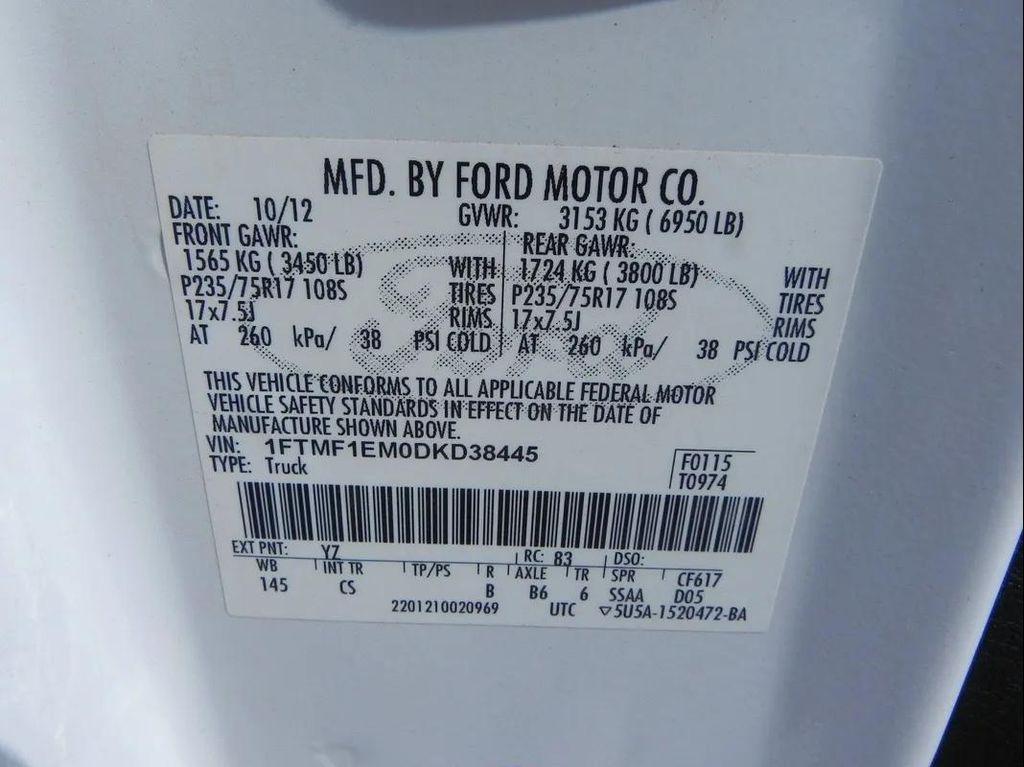 MFD. BY FORD MOTOR CO.
DATE: 10/12 GVWR: 3153 KG ( 6950 LB)
FRONT GAWR: REAR GAWR:
1565 KG ( 3450 LB) WITH 1724 KG ( 3800 LB) WITH
P235/75R17 108S TIRES P235/75R17 108S TIRES
17x7.5J RIMS 17x7.5J RIMS
AT 260 kPa/ 38 PSI COLD AT 260 kPa/ 38 PSI COLD
Ford
THIS VEHICLE CONFORMS TO ALL APPLICABLE FEDERAL MOTOR
VEHICLE SAFETY STANDARDS IN EFFECT ON THE DATE OF
MANUFACTURE SHOWN ABOVE.
VIN: 1FTMF1EM0DKD38445
TYPE: Truck
F0115
T0974
EXT PNT: YZ RC: 83 DSO:
WB INT TR TP/PS R AXLE TR SPR CF617
145 CS B B6 6 SSAA D05
2201210020969 UTC ▽5U5A-1520472-BA